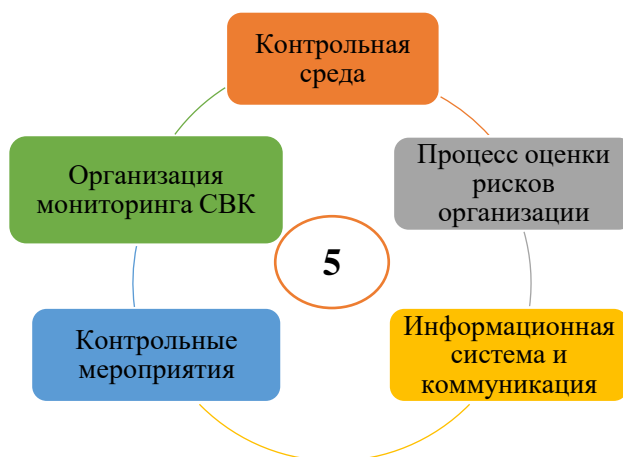 Контрольная
среда
Процесс оценки
рисков
организации
Информационная
система и
коммуникация
Контрольные
мероприятия
Организация
мониторинга СВК
5